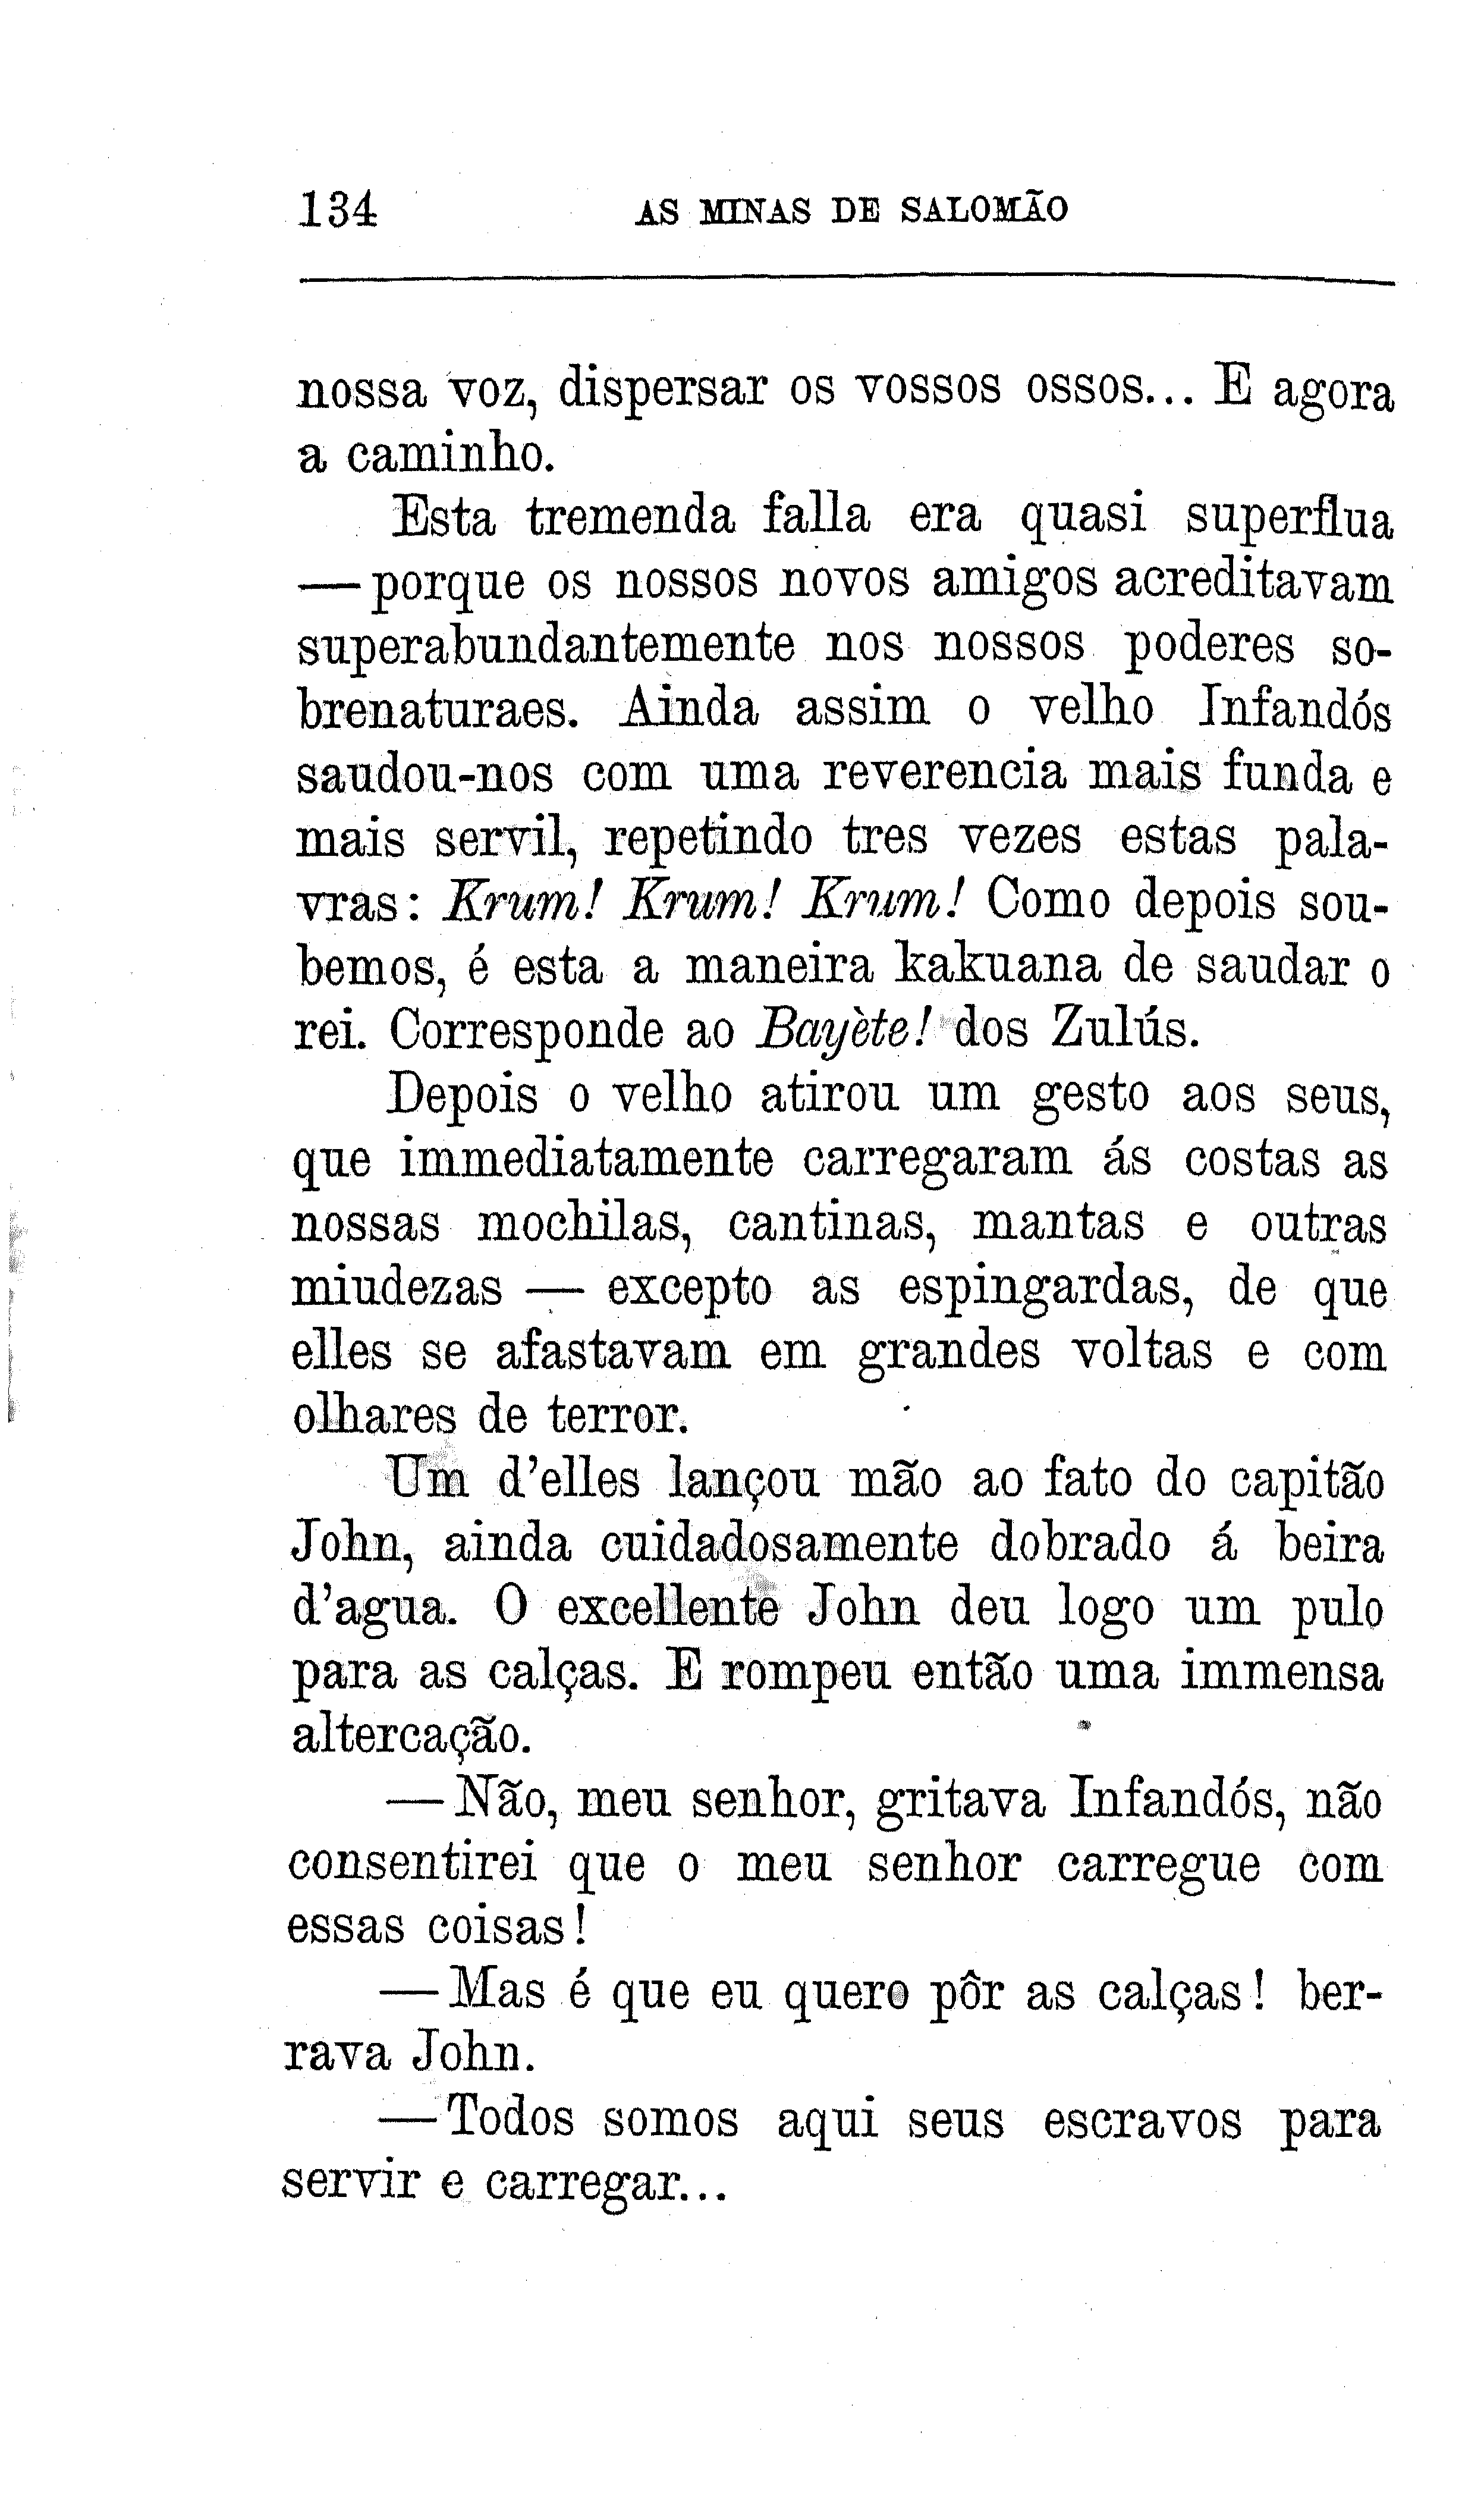 134 AS MINAS DE SALOMÃO
nossa voz, dispersar os vossos ossos... E agora
a caminho.
Esta tremenda falla era quasi superflua
—porque os nossos novos amigos acreditavam
superabundantemente nos nossos poderes so-
brenaturaes. Ainda assim o velho Infandós
saudou-nos com uma reverencia mais funda e
mais servil, repetindo tres vezes estas pala-
vras: Krum! Krum! Krum! Como depois sou-
bemos, é esta a maneira kakuana de saudar o
rei. Corresponde ao Bayète! dos Zulús.
Depois o velho atirou um gesto aos seus,
que immediatamente carregaram ás costas as
nossas mochilas, cantinas, mantas e outras
miudezas — excepto as espingardas, de que
elles se afastavam em grandes voltas e com
olhares de terror.
Um d'elles lançou mão ao fato do capitão
John, ainda cuidadosamente dobrado á beira
d'agua. O excellente John deu logo um pulo
para as calças. E rompeu então uma immensa
altercação.
—Não, meu senhor, gritava Infandós, não
consentirei que o meu senhor carregue com
essas coisas!
—Mas é que eu quero pôr as calças! ber-
rava John.
—Todos somos aqui seus escravos para
servir e carregar...